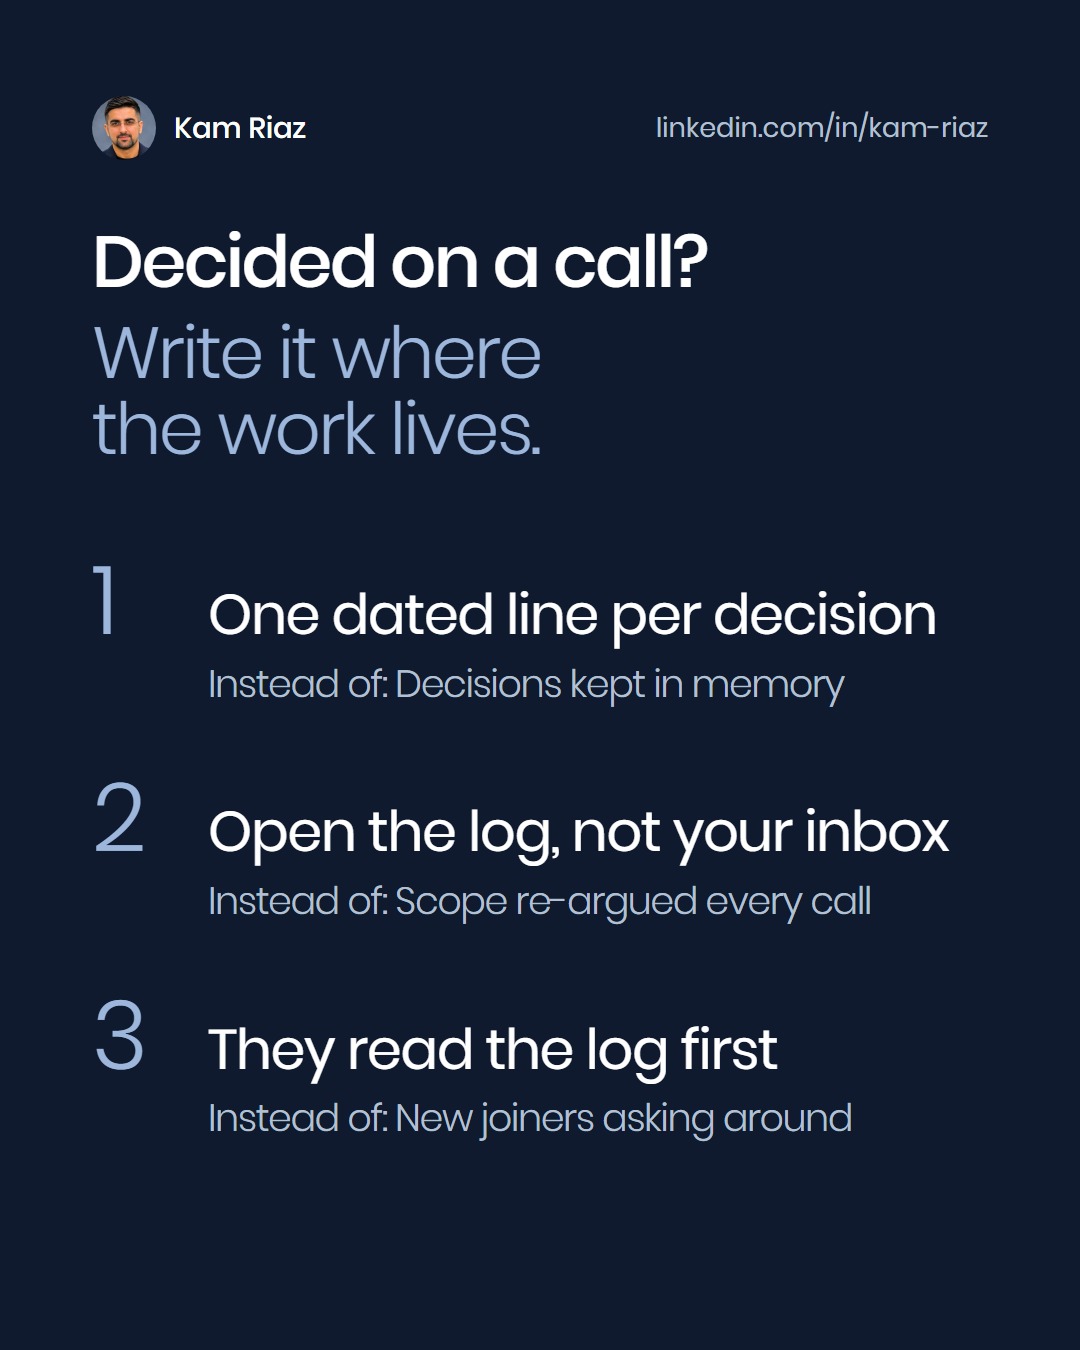 Kam Riaz
linkedin.com/in/kam-riaz
Decided on a call?
Write it where
the work lives.
1
One dated line per decision
Instead of: Decisions kept in memory
2
Open the log, not your inbox
Instead of: Scope re-argued every call
3
They read the log first
Instead of: New joiners asking around